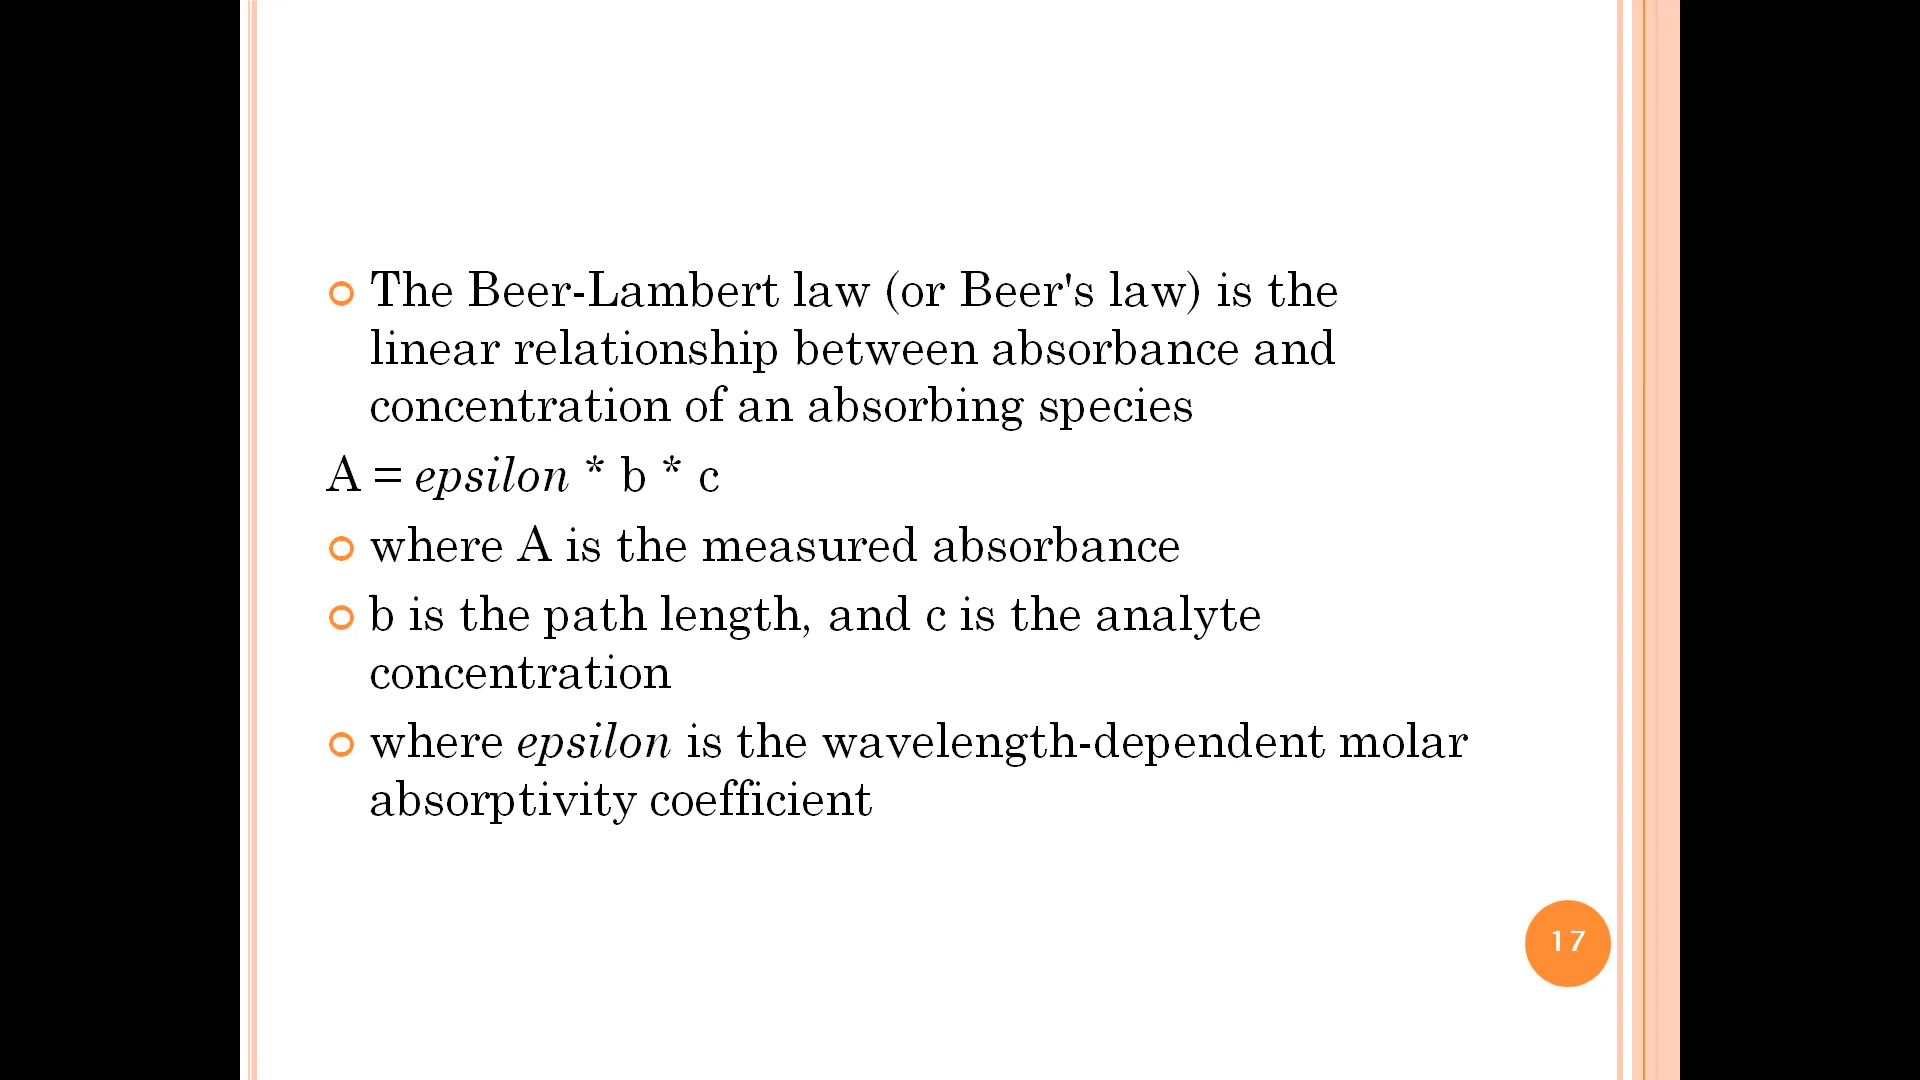 The Beer-Lambert law (or Beer's law) is the
linear relationship between absorbance and
concentration of an absorbing species
A = epsilon * b * c
where A is the measured absorbance
b is the path length, and c is the analyte
concentration
where epsilon is the wavelength-dependent molar
absorptivity coefficient
17